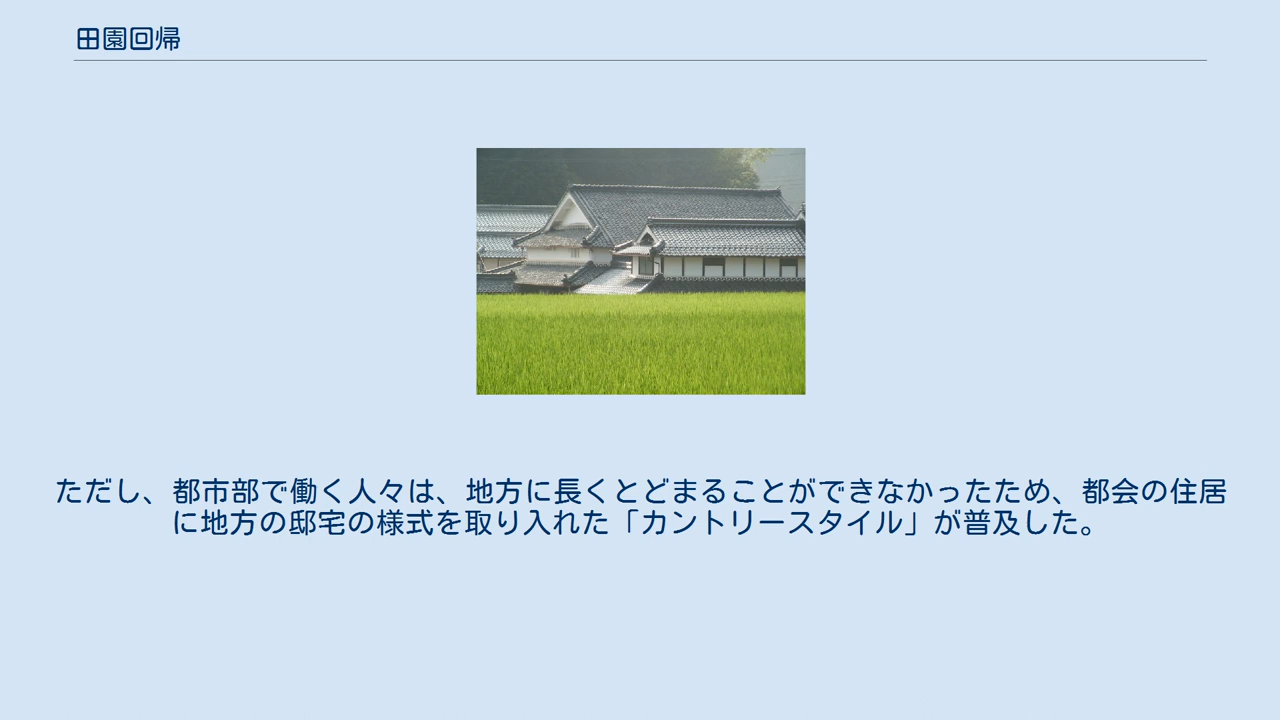 田園回帰
ただし、都市部で働く人々は、地方に長くとどまることができなかったため、都会の住居
に地方の邸宅の様式を取り入れた「カントリースタイル」が普及した。